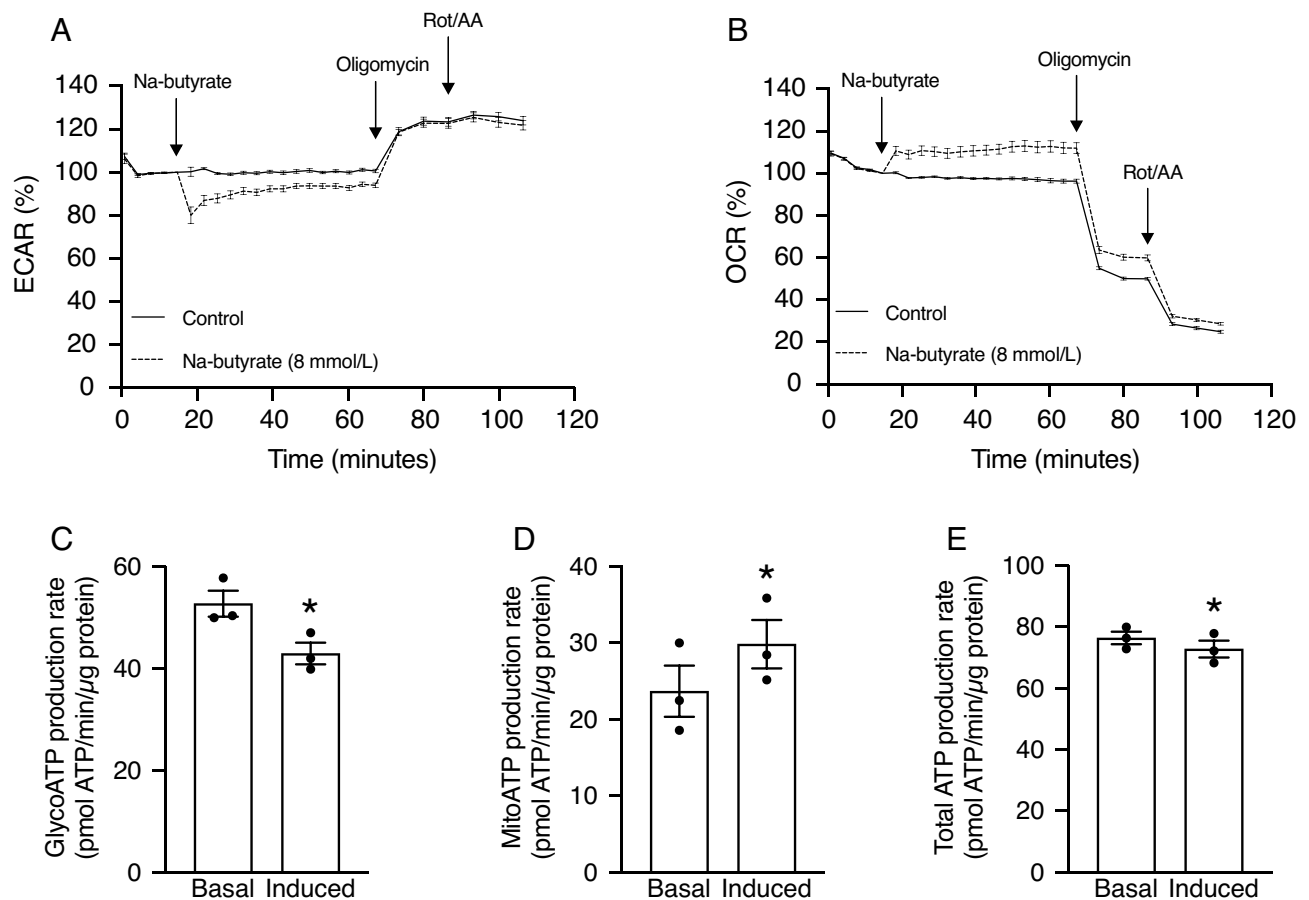 A
Rot/AA
Na-butyrate
Oligomycin
140
120
100
80
60
40
20
0
ECAR (%)
Control
Na-butyrate (8 mmol/L)
0 20 40 60 80 100 120
Time (minutes)
B
Oligomycin
Na-butyrate
Rot/AA
140
120
100
80
60
40
20
0
OCR (%)
Control
Na-butyrate (8 mmol/L)
0 20 40 60 80 100 120
Time (minutes)
C
GlycoATP production rate
(pmol ATP/min/µg protein)
60
40
20
0
*
Basal Induced
D
MitoATP production rate
(pmol ATP/min/µg protein)
40
30
20
10
0
*
Basal Induced
E
Total ATP production rate
(pmol ATP/min/µg protein)
100
80
60
40
20
0
*
Basal Induced